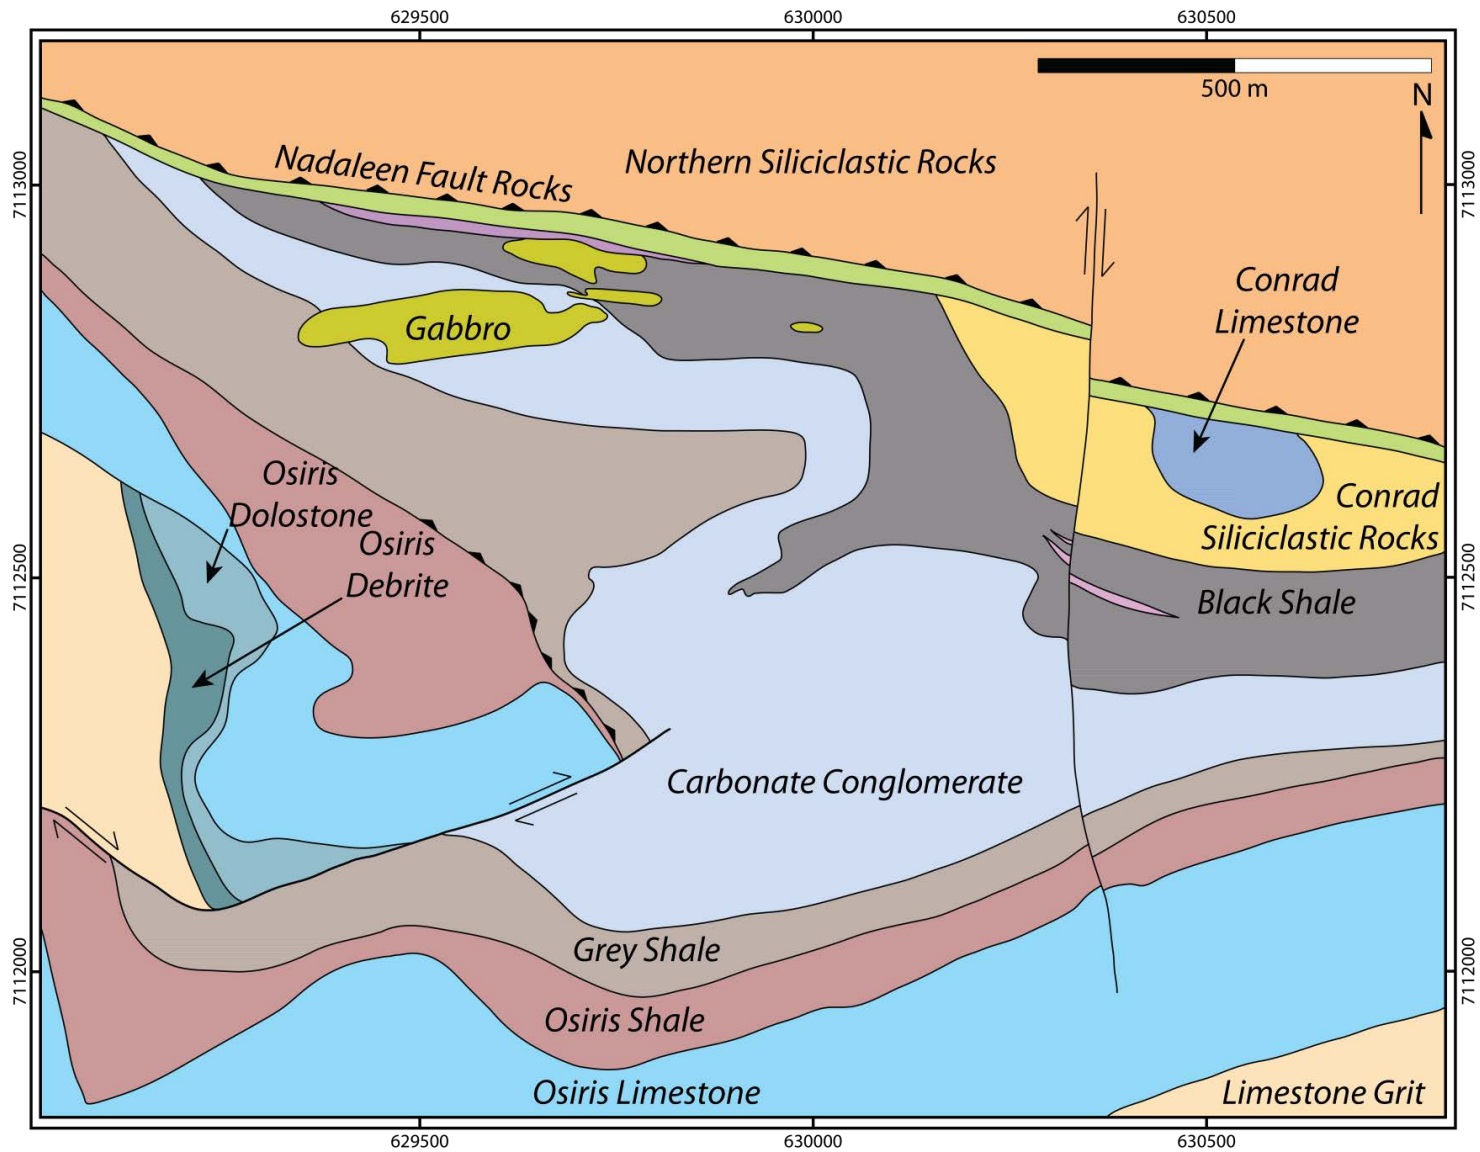 629500
630000
630500
500 m
N
7113000
7113000
Nadaleen Fault Rocks
Northern Siliciclastic Rocks
Conrad
Limestone
Gabbro
Osiris
Dolostone
Osiris
Debrite
Conrad
Siliciclastic Rocks
7112500
7112500
Black Shale
Carbonate Conglomerate
Grey Shale
7112000
7112000
Osiris Shale
Osiris Limestone
Limestone Grit
629500
630000
630500